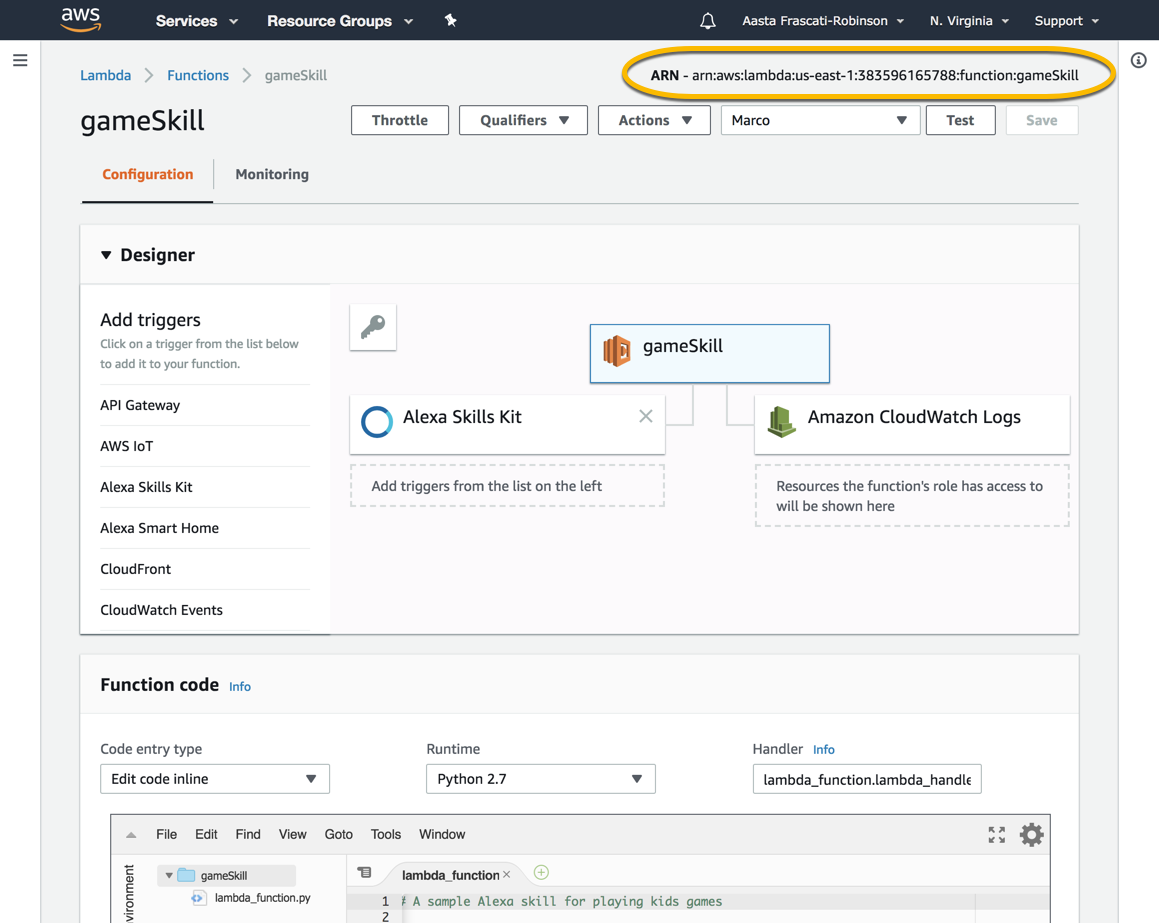 aws Services Resource Groups Aasta Frascati-Robinson N. Virginia Support
Lambda Functions gameSkill ARN - arn:aws:lambda:us-east-1:383596165788:function:gameSkill
gameSkill Throttle Qualifiers Actions Marco Test Save
Configuration Monitoring
Designer
Add triggers
Click on a trigger from the list below
to add it to your function.
API Gateway
AWS IoT
Alexa Skills Kit
Alexa Smart Home
CloudFront
CloudWatch Events
gameSkill
Alexa Skills Kit
Add triggers from the list on the left
Amazon CloudWatch Logs
Resources the function's role has access to
will be shown here
Function code Info
Code entry type Runtime Handler Info
Edit code inline Python 2.7 lambda_function.lambda_handle
File Edit Find View Goto Tools Window
vironment
gameSkill
lambda_function.py
lambda_function
1 # A sample Alexa skill for playing kids games
2